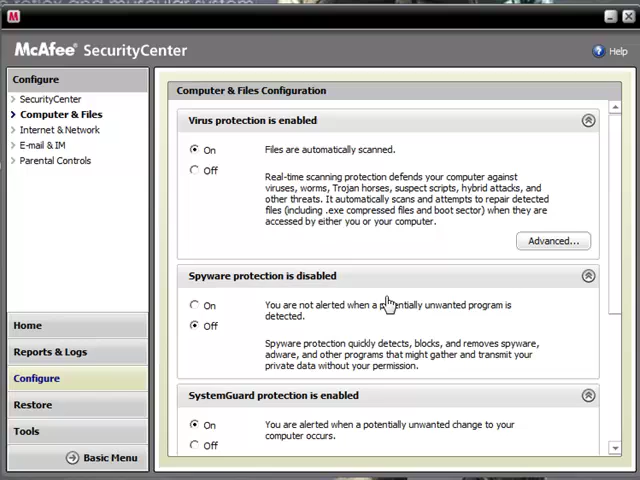 McAfee® SecurityCenter
Help
Configure
SecurityCenter
Computer & Files
Internet & Network
E-mail & IM
Parental Controls
Home
Reports & Logs
Configure
Restore
Tools
Basic Menu
Computer & Files Configuration
Virus protection is enabled
On
Files are automatically scanned.
Off
Real-time scanning protection defends your computer against
viruses, worms, Trojan horses, suspect scripts, hybrid attacks, and
other threats. It automatically scans and attempts to repair detected
files (including .exe compressed files and boot sector) when they are
accessed by either you or your computer.
Advanced...
Spyware protection is disabled
On
You are not alerted when a potentially unwanted program is
detected.
Off
Spyware protection quickly detects, blocks, and removes spyware,
adware, and other programs that might gather and transmit your
private data without your permission.
SystemGuard protection is enabled
On
You are alerted when a potentially unwanted change to your
computer occurs.
Off